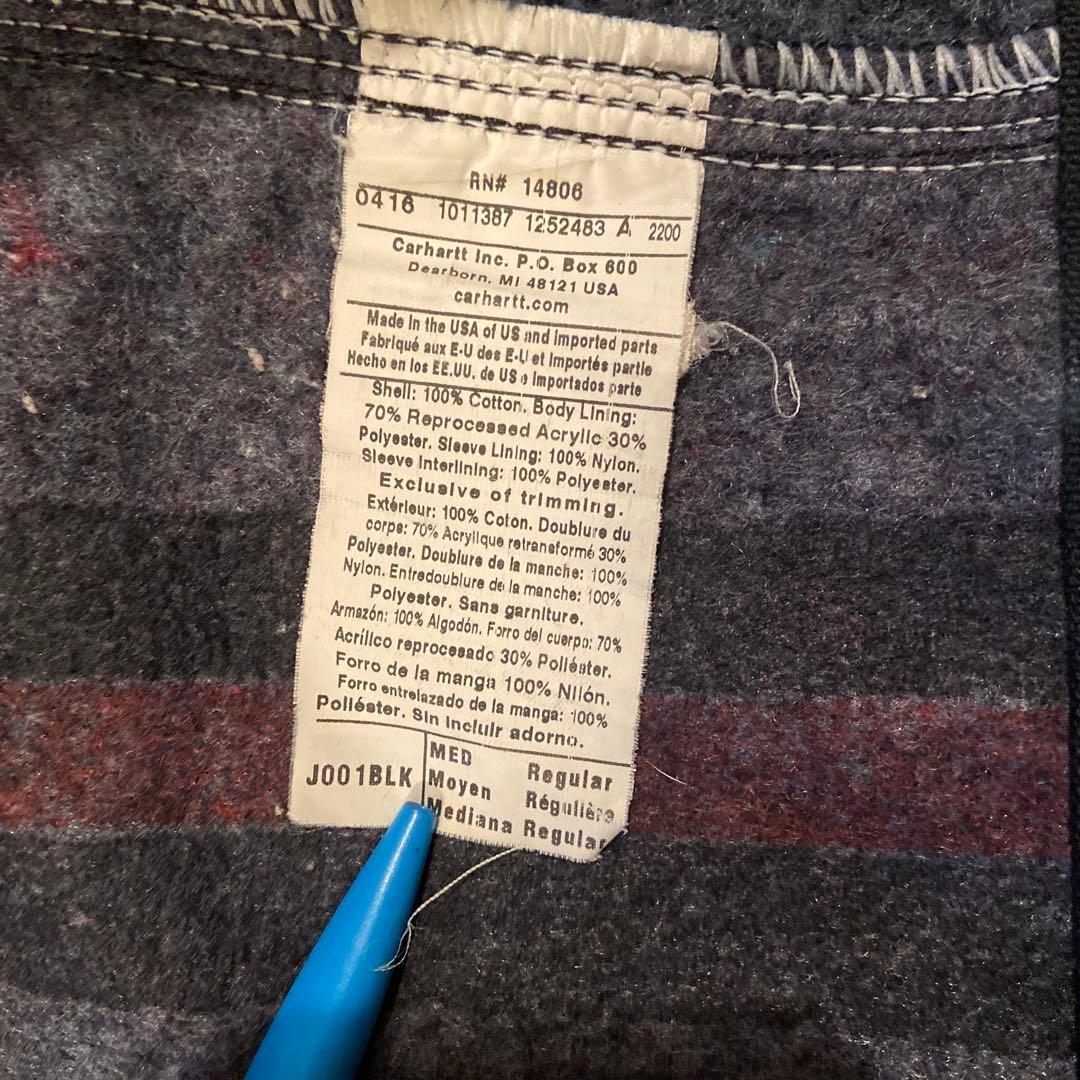 RN# 14806
0416 1011387 1252483 A 2200
Carhartt Inc. P.O. Box 600
Dearborn, MI 48121 USA
carhartt.com
Made in the USA of US and imported parts
Fabriqué aux E-U des E-U et importés partie
Hecho en los EE.UU. de US e importados parte
Shell: 100% Cotton. Body Lining:
70% Reprocessed Acrylic 30%
Polyester. Sleeve Lining: 100% Nylon.
Sleeve Interlining: 100% Polyester.
Exclusive of trimming.
Extérieur: 100% Coton. Doublure du
corps: 70% Acrylique retransformé 30%
Polyester. Doublure de la manche: 100%
Nylon. Entredoublure de la manche: 100%
Polyester. Sans garniture.
Armazón: 100% Algodón. Forro del cuerpo: 70%
Acrílico reprocesado 30% Poliéster.
Forro de la manga 100% Nilón.
Forro entrelazado de la manga: 100%
Poliéster. Sin incluir adorno.
J001BLK
MED Regular
Moyen Régulière
Mediana Regular